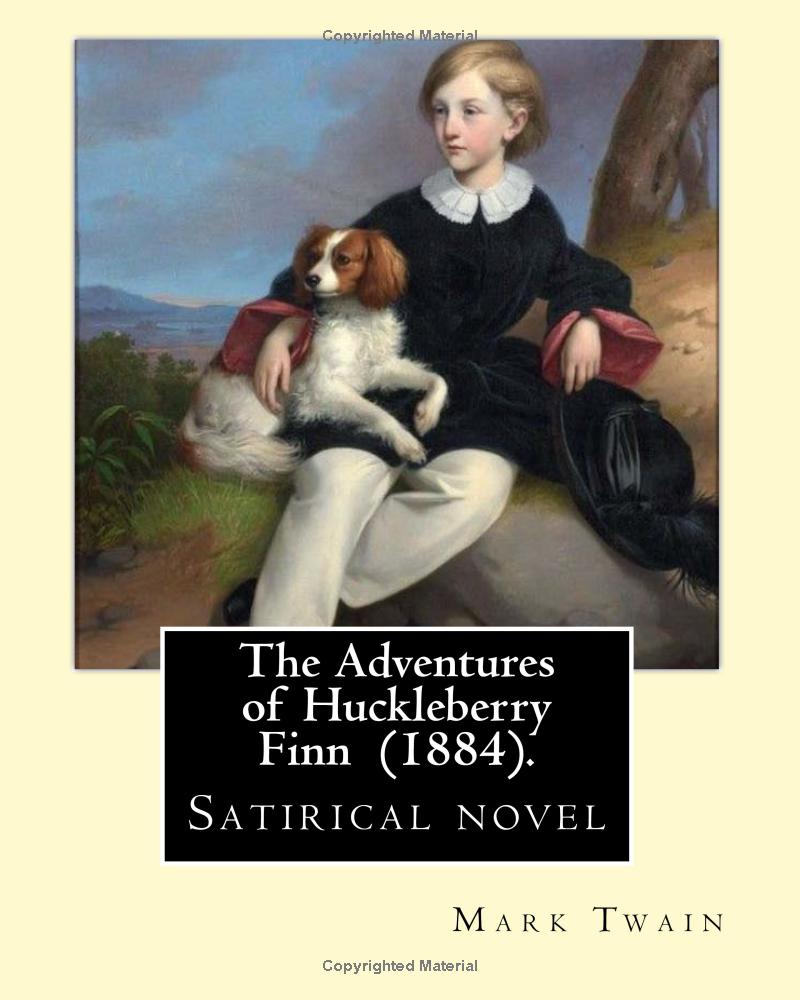 Copyrighted Material
The Adventures
of Huckleberry
Finn (1884).
Satirical novel
Mark Twain
Copyrighted Material